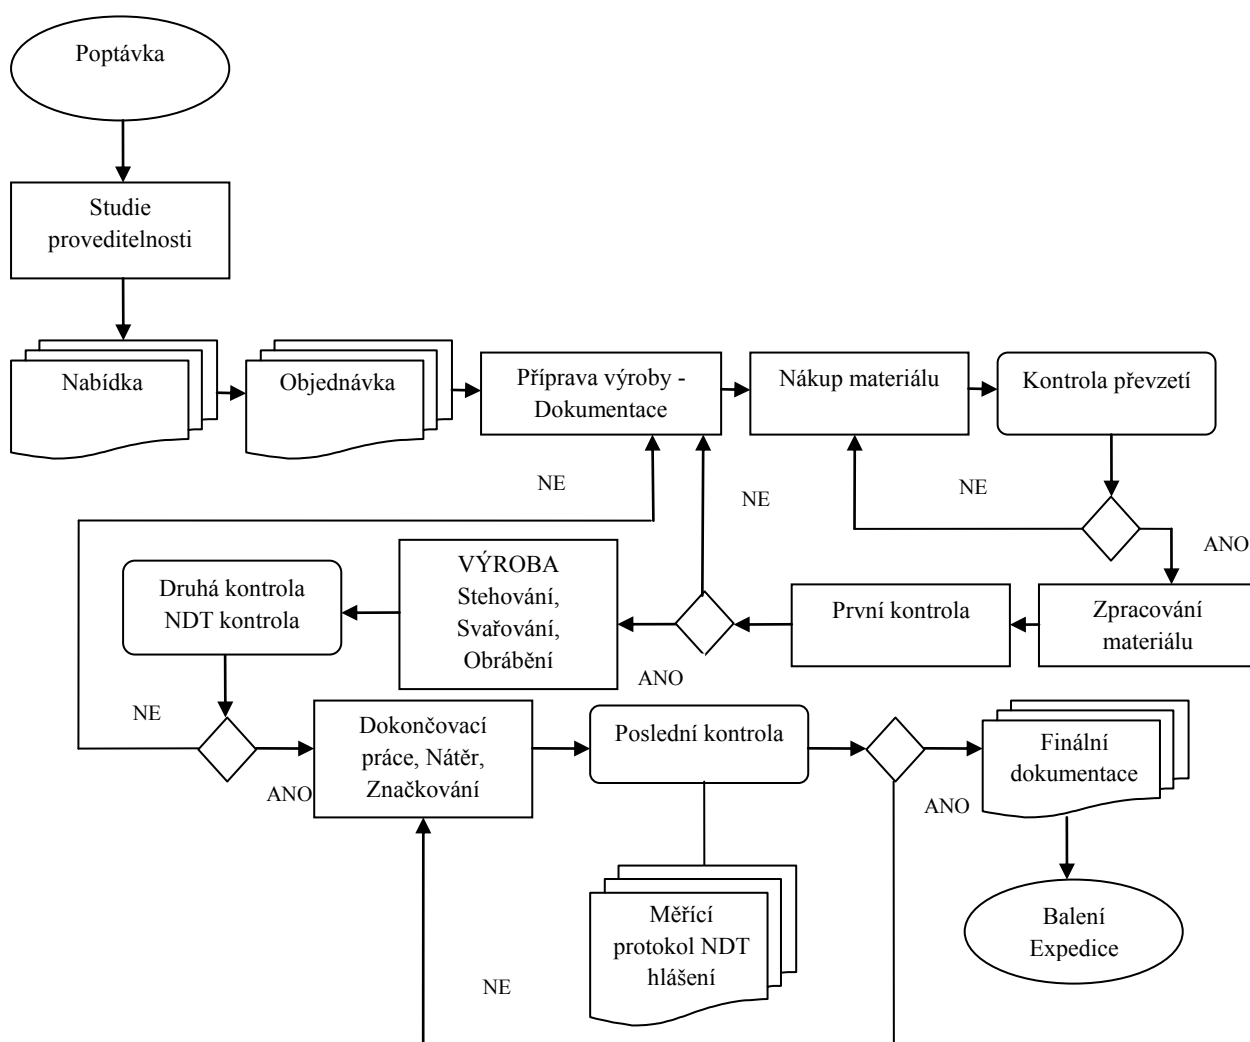 Poptávka
Studie
proveditelnosti
Nabídka
Objednávka
Příprava výroby -
Dokumentace
Nákup materiálu
Kontrola převzetí
NE
NE
NE
ANO
Druhá kontrola
NDT kontrola
VÝROBA
Stehování,
Svařování,
Obrábění
První kontrola
Zpracování
materiálu
ANO
NE
ANO
Dokončovací
práce, Nátěr,
Značkování
Poslední kontrola
ANO
Finální
dokumentace
Měřící
protokol NDT
hlášení
NE
Balení
Expedice